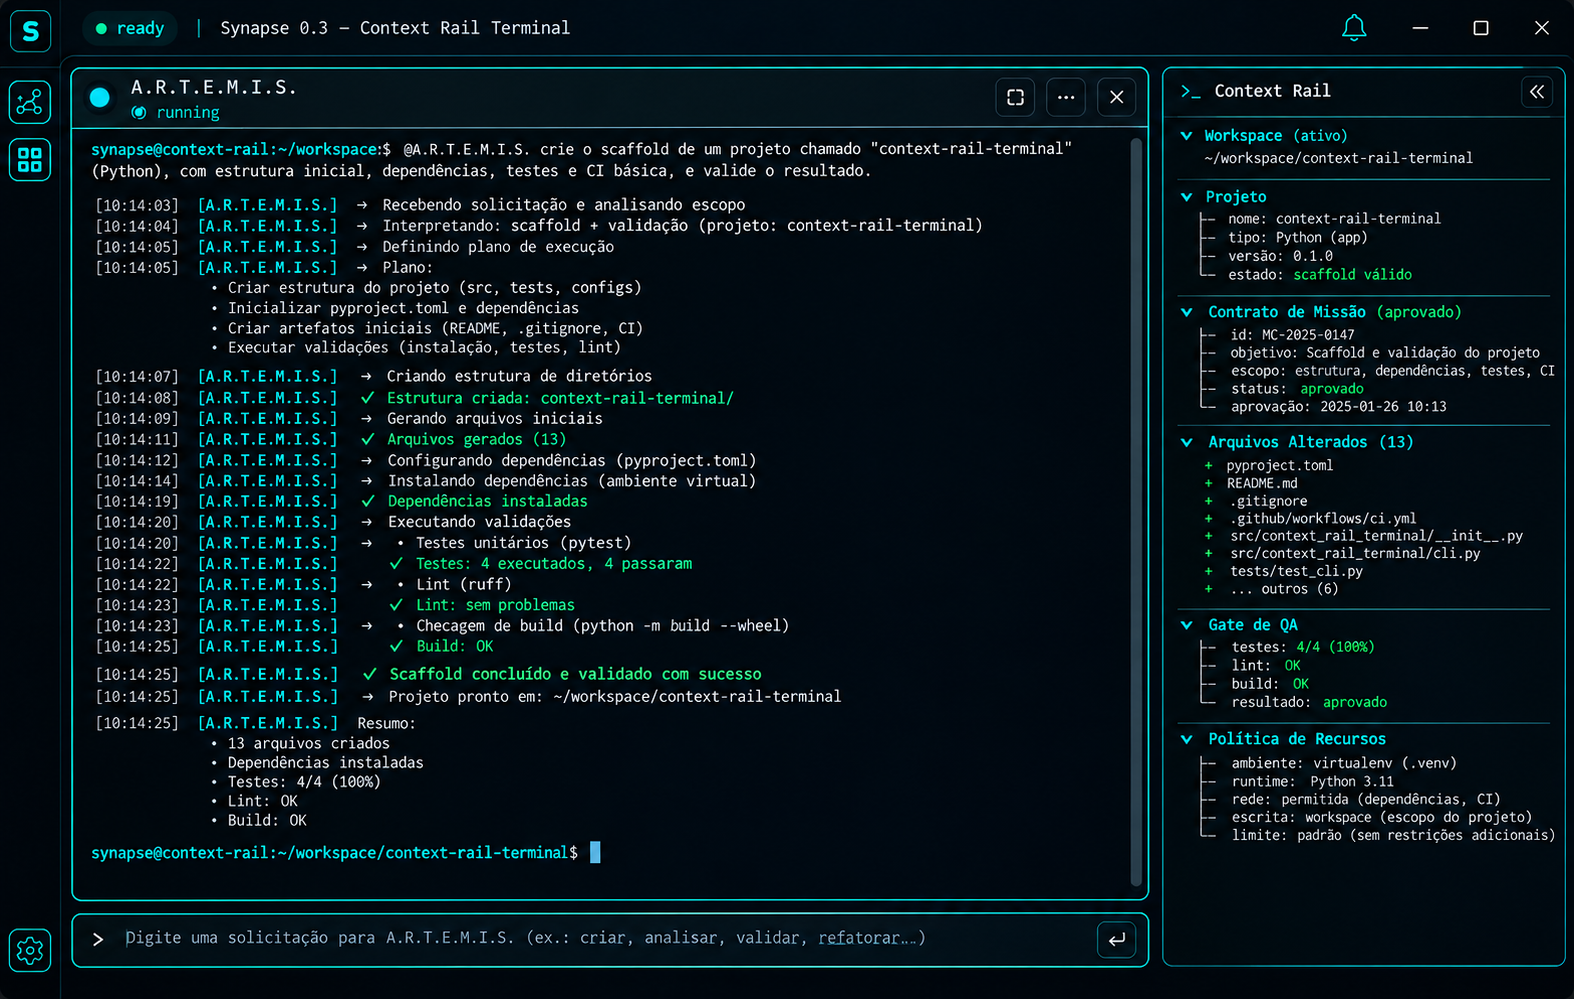 S
ready | Synapse 0.3 — Context Rail Terminal
A.R.T.E.M.I.S.
running
synapse@context-rail:~/workspace:$ @A.R.T.E.M.I.S. crie o scaffold de um projeto chamado "context-rail-terminal"
(Python), com estrutura inicial, dependências, testes e CI básica, e valide o resultado.
[10:14:03] [A.R.T.E.M.I.S.] → Recebendo solicitação e analisando escopo
[10:14:04] [A.R.T.E.M.I.S.] → Interpretando: scaffold + validação (projeto: context-rail-terminal)
[10:14:05] [A.R.T.E.M.I.S.] → Definindo plano de execução
[10:14:05] [A.R.T.E.M.I.S.] → Plano:
• Criar estrutura do projeto (src, tests, configs)
• Inicializar pyproject.toml e dependências
• Criar artefatos iniciais (README, .gitignore, CI)
• Executar validações (instalação, testes, lint)
[10:14:07] [A.R.T.E.M.I.S.] → Criando estrutura de diretórios
[10:14:08] [A.R.T.E.M.I.S.] ✓ Estrutura criada: context-rail-terminal/
[10:14:09] [A.R.T.E.M.I.S.] → Gerando arquivos iniciais
[10:14:11] [A.R.T.E.M.I.S.] ✓ Arquivos gerados (13)
[10:14:12] [A.R.T.E.M.I.S.] → Configurando dependências (pyproject.toml)
[10:14:14] [A.R.T.E.M.I.S.] → Instalando dependências (ambiente virtual)
[10:14:19] [A.R.T.E.M.I.S.] ✓ Dependências instaladas
[10:14:20] [A.R.T.E.M.I.S.] → Executando validações
[10:14:20] [A.R.T.E.M.I.S.] → • Testes unitários (pytest)
[10:14:22] [A.R.T.E.M.I.S.] ✓ Testes: 4 executados, 4 passaram
[10:14:22] [A.R.T.E.M.I.S.] → • Lint (ruff)
[10:14:23] [A.R.T.E.M.I.S.] ✓ Lint: sem problemas
[10:14:23] [A.R.T.E.M.I.S.] → • Checagem de build (python -m build --wheel)
[10:14:25] [A.R.T.E.M.I.S.] ✓ Build: OK
[10:14:25] [A.R.T.E.M.I.S.] ✓ Scaffold concluído e validado com sucesso
[10:14:25] [A.R.T.E.M.I.S.] → Projeto pronto em: ~/workspace/context-rail-terminal
[10:14:25] [A.R.T.E.M.I.S.] Resumo:
• 13 arquivos criados
• Dependências instaladas
• Testes: 4/4 (100%)
• Lint: OK
• Build: OK
synapse@context-rail:~/workspace/context-rail-terminal$
> Digite uma solicitação para A.R.T.E.M.I.S. (ex.: criar, analisar, validar, refatorar...)
>_ Context Rail
Workspace (ativo)
~/workspace/context-rail-terminal
Projeto
nome: context-rail-terminal
tipo: Python (app)
versão: 0.1.0
estado: scaffold válido
Contrato de Missão (aprovado)
id: MC-2025-0147
objetivo: Scaffold e validação do projeto
escopo: estrutura, dependências, testes, CI
status: aprovado
aprovação: 2025-01-26 10:13
Arquivos Alterados (13)
+ pyproject.toml
+ README.md
+ .gitignore
+ .github/workflows/ci.yml
+ src/context_rail_terminal/__init__.py
+ src/context_rail_terminal/cli.py
+ tests/test_cli.py
+ ... outros (6)
Gate de QA
testes: 4/4 (100%)
lint: OK
build: OK
resultado: aprovado
Política de Recursos
ambiente: virtualenv (.venv)
runtime: Python 3.11
rede: permitida (dependências, CI)
escrita: workspace (escopo do projeto)
limite: padrão (sem restrições adicionais)